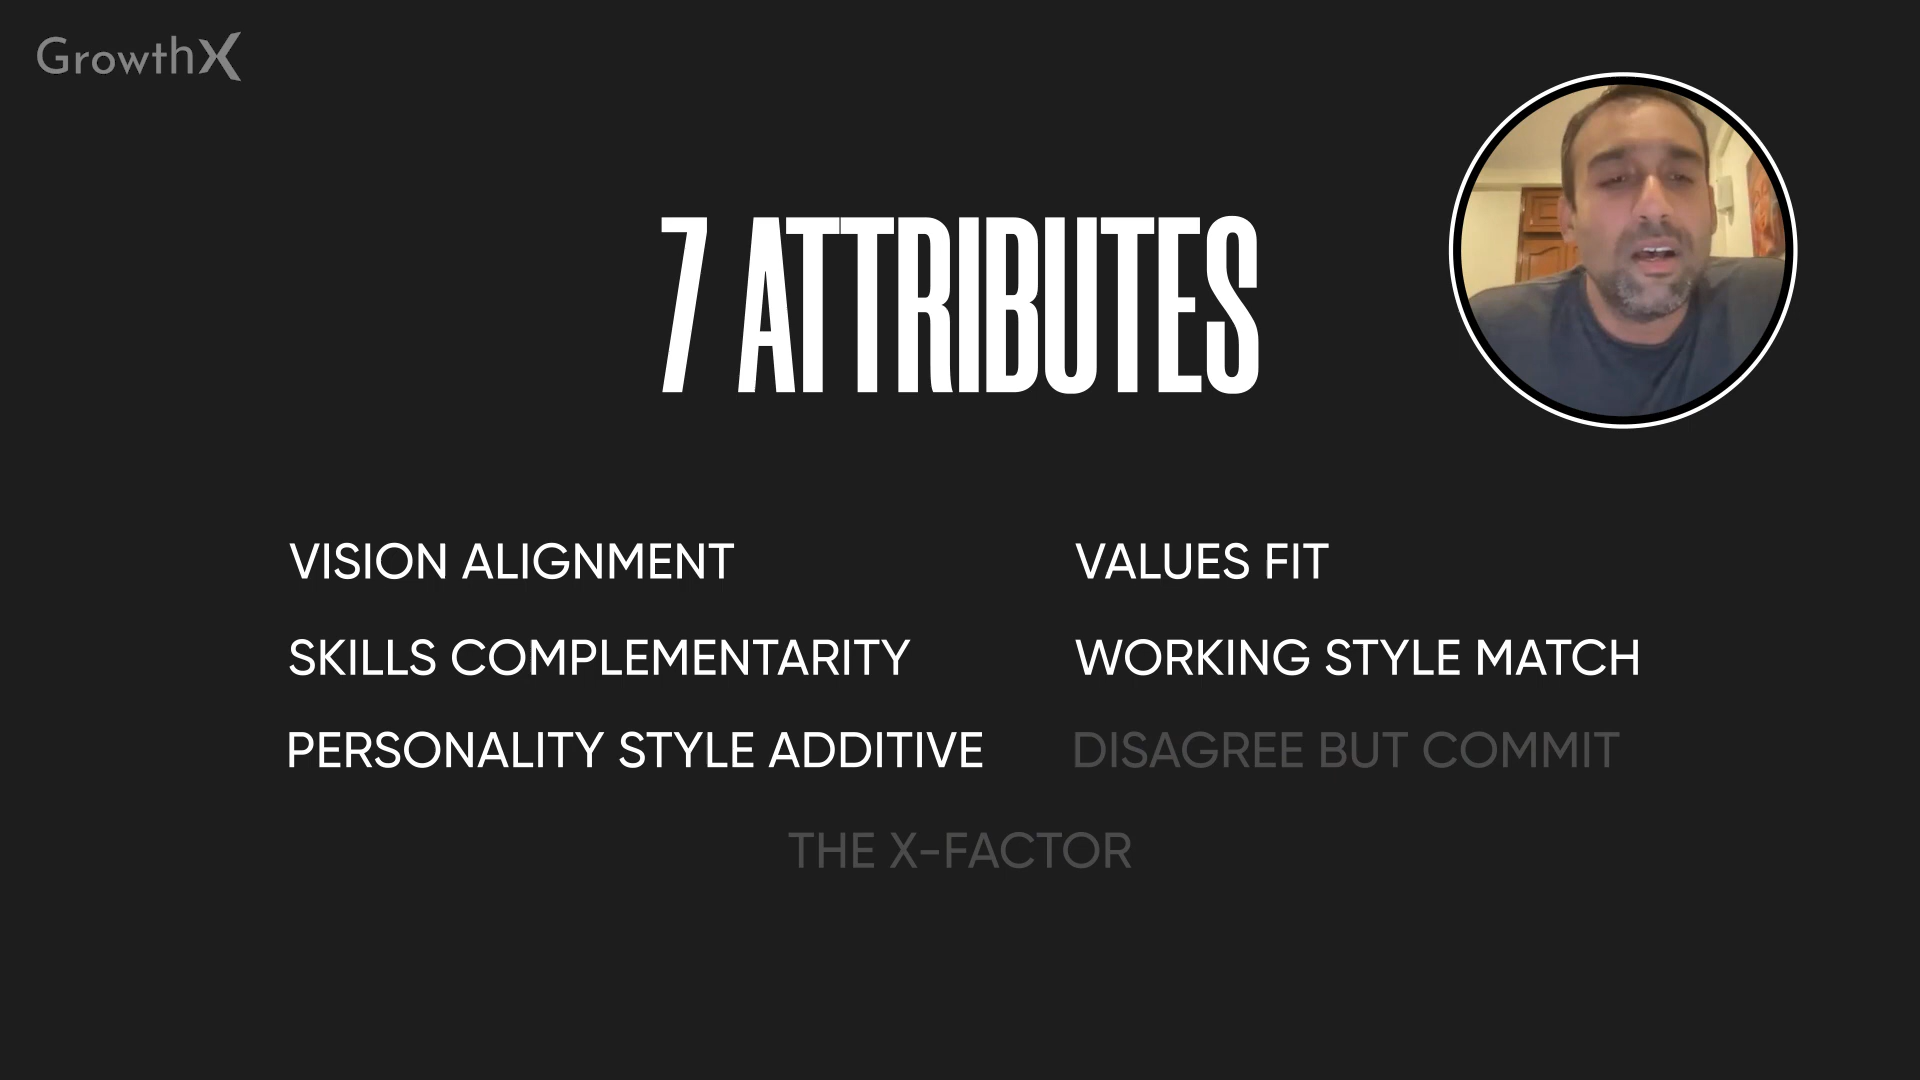 GrowthX
7 ATTRIBUTES
VISION ALIGNMENT
VALUES FIT
SKILLS COMPLEMENTARITY
WORKING STYLE MATCH
PERSONALITY STYLE ADDITIVE
DISAGREE BUT COMMIT
THE X-FACTOR